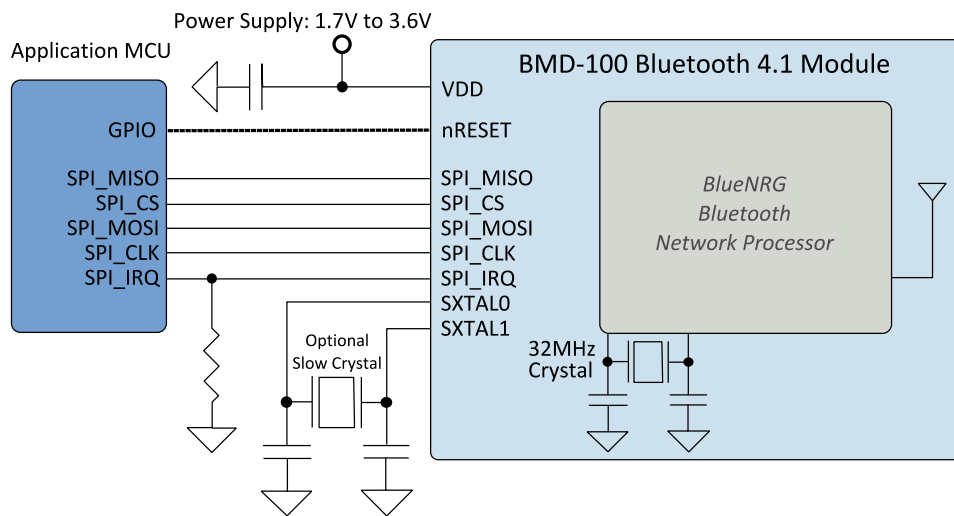 Power Supply: 1.7V to 3.6V
Application MCU
BMD-100 Bluetooth 4.1 Module
VDD
GPIO
nRESET
SPI_MISO
SPI_CS
SPI_MOSI
SPI_CLK
SPI_IRQ
SPI_MISO
SPI_CS
SPI_MOSI
SPI_CLK
SPI_IRQ
SXTAL0
SXTAL1
BlueNRG
Bluetooth
Network Processor
Optional
Slow Crystal
32MHz
Crystal